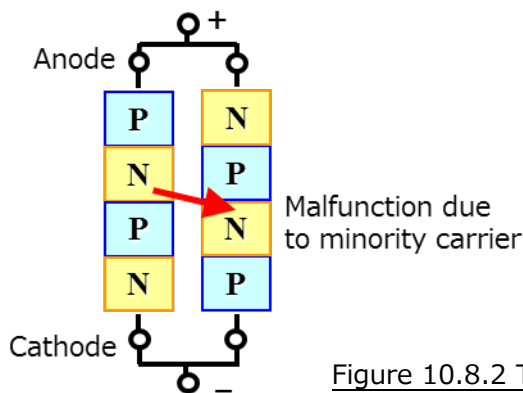 +
Anode
P N
N P
P N
N P
Malfunction due
to minority carrier
Cathode
−
Figure 10.8.2 T